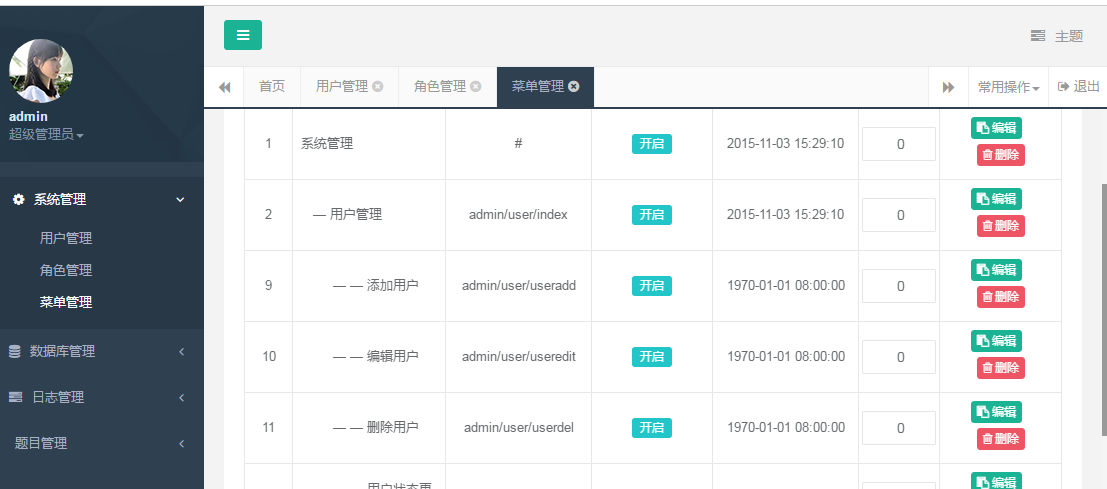 主题
首页 用户管理 角色管理 菜单管理 常用操作 退出
admin
超级管理员
系统管理
用户管理
角色管理
菜单管理
数据库管理
日志管理
题目管理
1 系统管理 # 开启 2015-11-03 15:29:10 0 编辑
删除
2 — 用户管理 admin/user/index 开启 2015-11-03 15:29:10 0 编辑
删除
9 — — 添加用户 admin/user/useradd 开启 1970-01-01 08:00:00 0 编辑
删除
10 — — 编辑用户 admin/user/useredit 开启 1970-01-01 08:00:00 0 编辑
删除
11 — — 删除用户 admin/user/userdel 开启 1970-01-01 08:00:00 0 编辑
删除
用户状态更 编辑